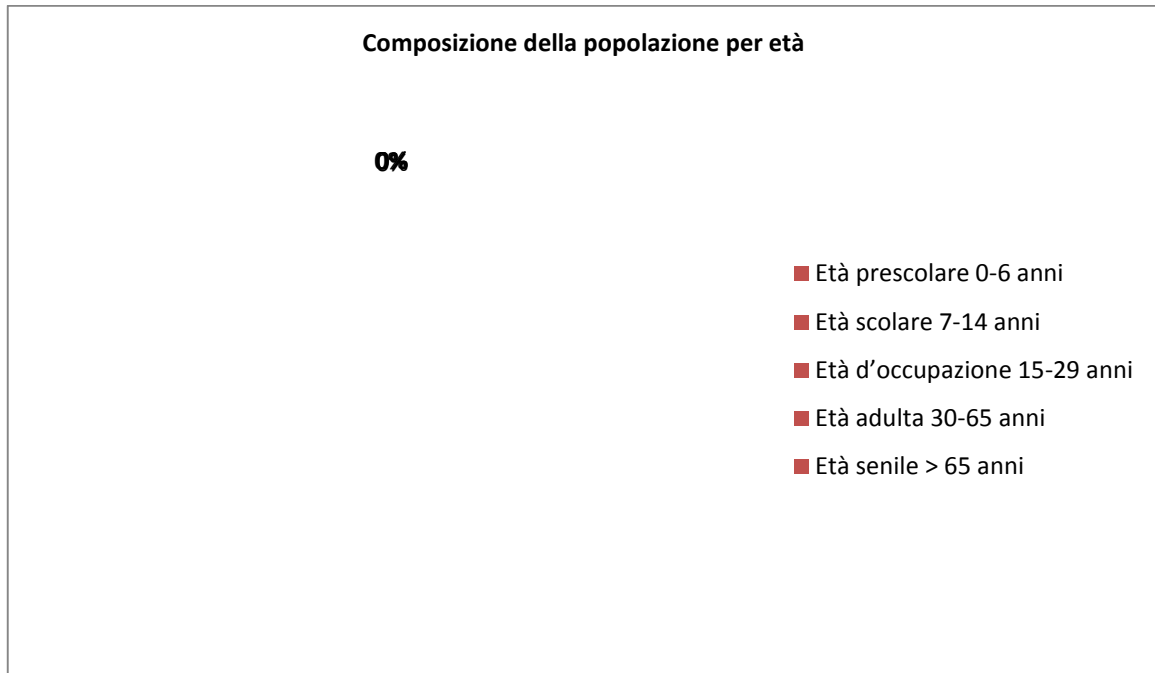 Composizione della popolazione per età
0%
Età prescolare 0-6 anni
Età scolare 7-14 anni
Età d’occupazione 15-29 anni
Età adulta 30-65 anni
Età senile > 65 anni